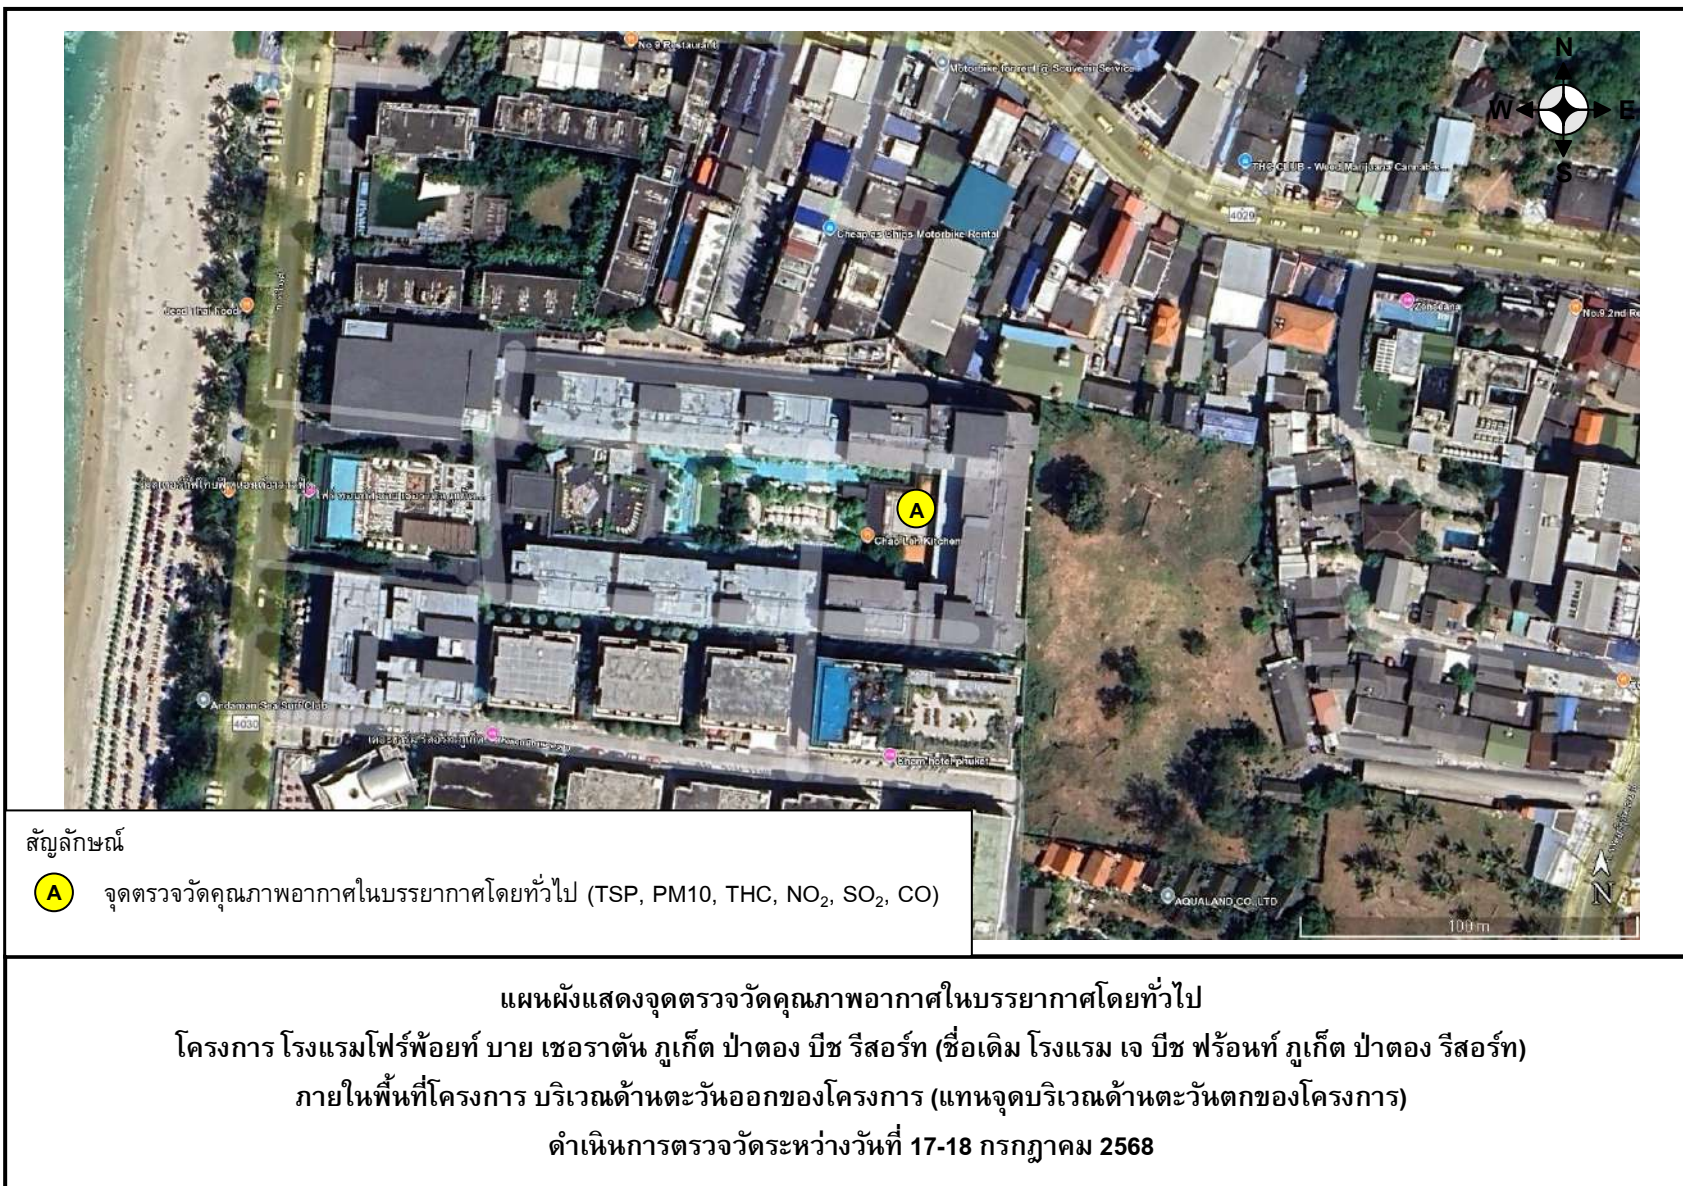 No 9 Restaurant
Motorbike for rent @ Souvenir Service
N
W
E
S
THC CLUB - Weed Marijuana Cannabis...
4029
Cheap as Chips Motorbike Rental
Jeed Thai Food
No.9 2nd Re
A
Chao Leh Kitchen
Andaman Sea Surf Club
4030
Bham hotel phuket
AQUALAND CO.,LTD
N
100 m
สัญลักษณ์
A จุดตรวจวัดคุณภาพอากาศในบรรยากาศโดยทั่วไป (TSP, PM10, THC, NO₂, SO₂, CO)
แผนผังแสดงจุดตรวจวัดคุณภาพอากาศในบรรยากาศโดยทั่วไป
โครงการ โรงแรมโฟร์พ้อยท์ บาย เชอราตัน ภูเก็ต ป่าตอง บีช รีสอร์ท (ชื่อเดิม โรงแรม เจ บีช ฟร้อนท์ ภูเก็ต ป่าตอง รีสอร์ท)
ภายในพื้นที่โครงการ บริเวณด้านตะวันออกของโครงการ (แทนจุดบริเวณด้านตะวันตกของโครงการ)
ดำเนินการตรวจวัดระหว่างวันที่ 17-18 กรกฎาคม 2568